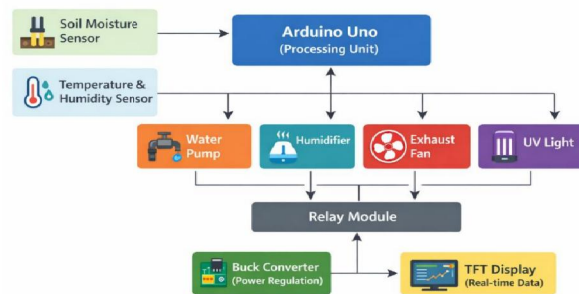 Soil Moisture
Sensor
Arduino Uno
(Processing Unit)
Temperature &
Humidity Sensor
Water
Pump
Humidifier
Exhaust
Fan
UV Light
Relay Module
Buck Converter
(Power Regulation)
TFT Display
(Real-time Data)